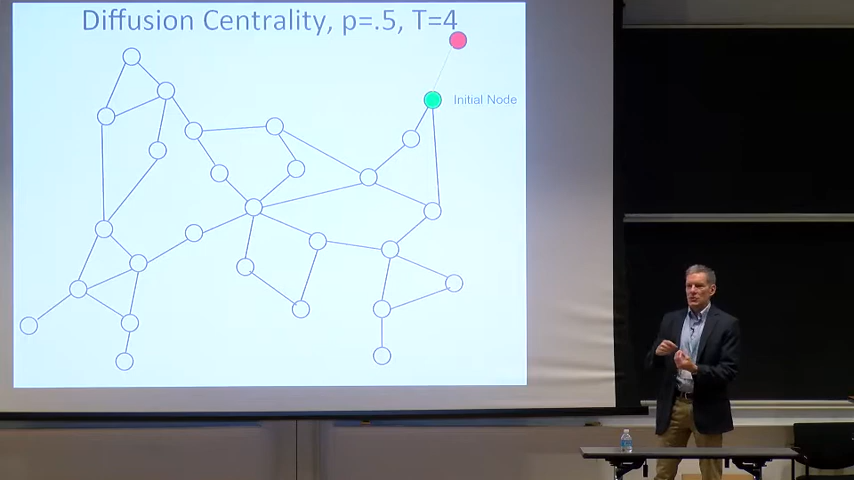 Diffusion Centrality, p=.5, T=4
Initial Node